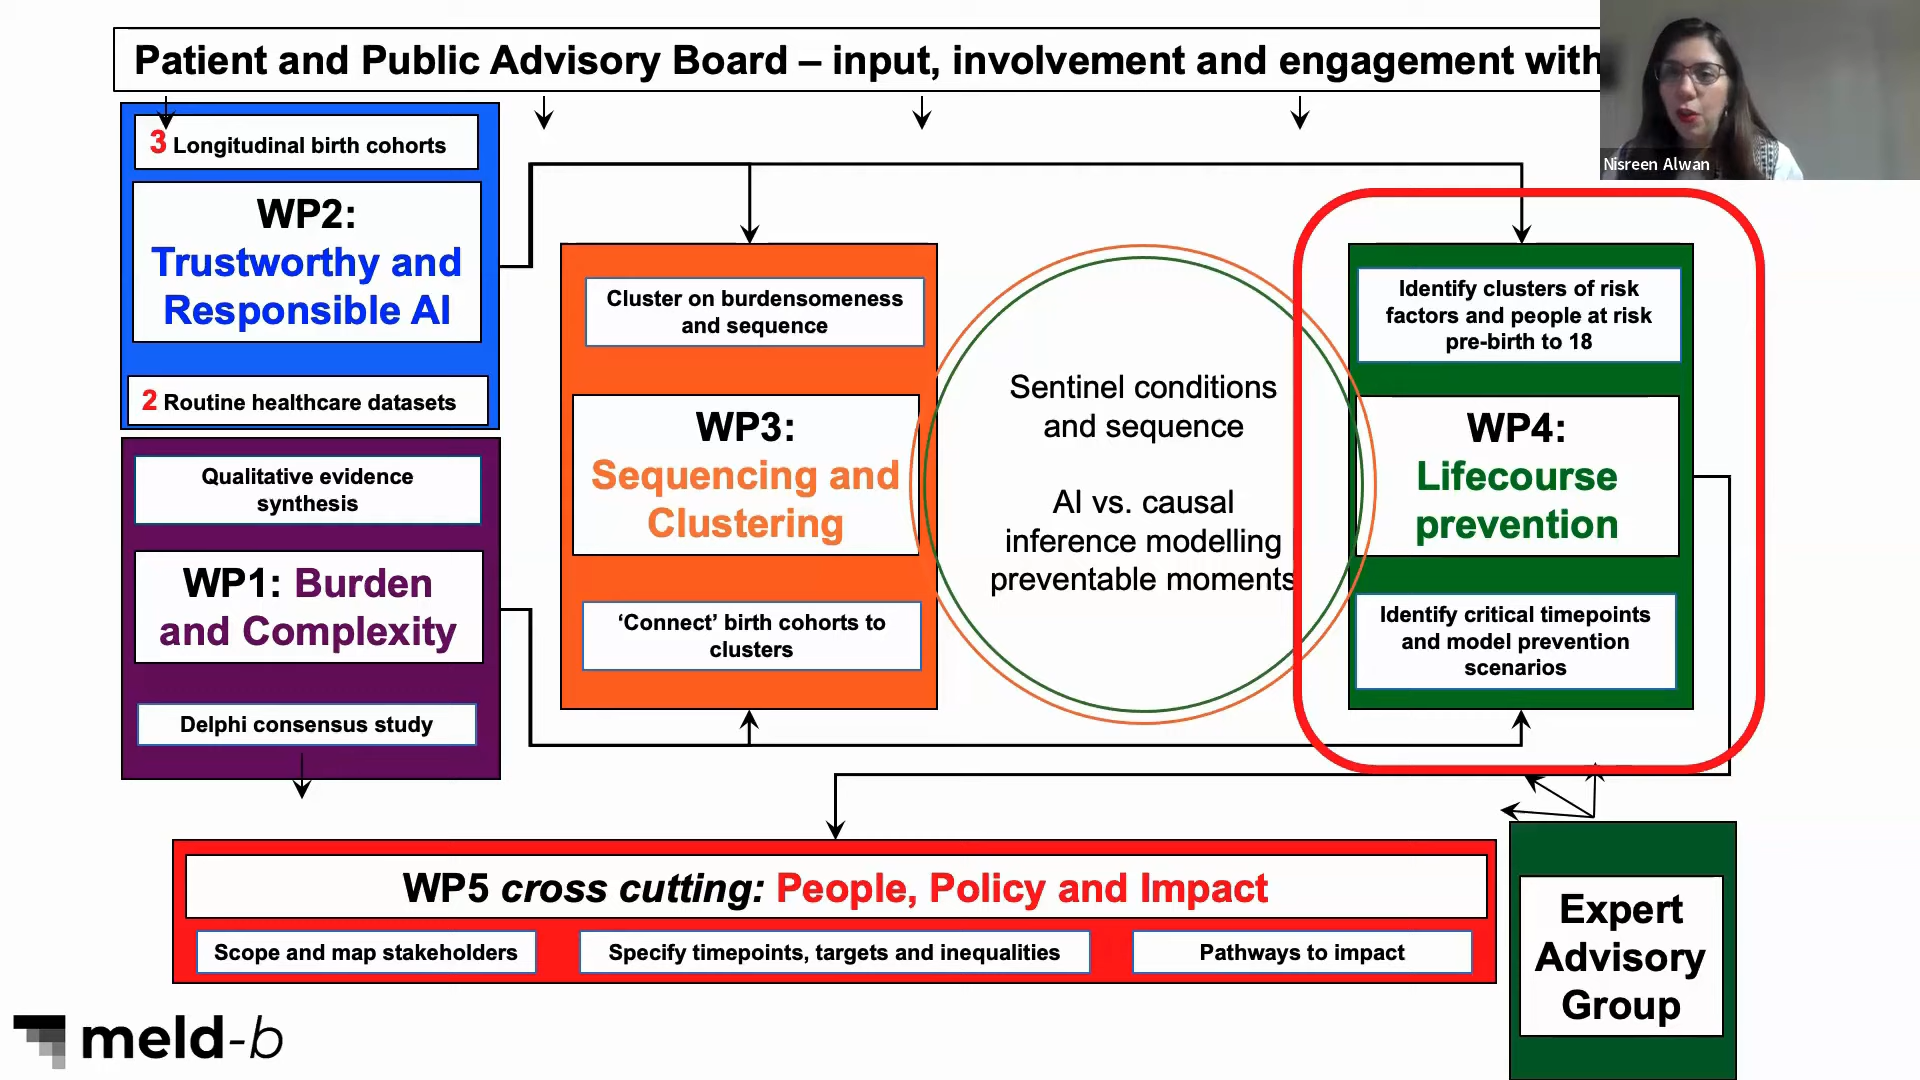 Patient and Public Advisory Board – input, involvement and engagement with
Nisreen Alwan
3 Longitudinal birth cohorts
WP2:
Trustworthy and
Responsible AI
2 Routine healthcare datasets
Qualitative evidence
synthesis
WP1: Burden
and Complexity
Delphi consensus study
Cluster on burdensomeness
and sequence
WP3:
Sequencing and
Clustering
‘Connect’ birth cohorts to
clusters
Sentinel conditions
and sequence
AI vs. causal
inference modelling
preventable moments
Identify clusters of risk
factors and people at risk
pre-birth to 18
WP4:
Lifecourse
prevention
Identify critical timepoints
and model prevention
scenarios
WP5 cross cutting: People, Policy and Impact
Scope and map stakeholders
Specify timepoints, targets and inequalities
Pathways to impact
Expert
Advisory
Group
meld-b